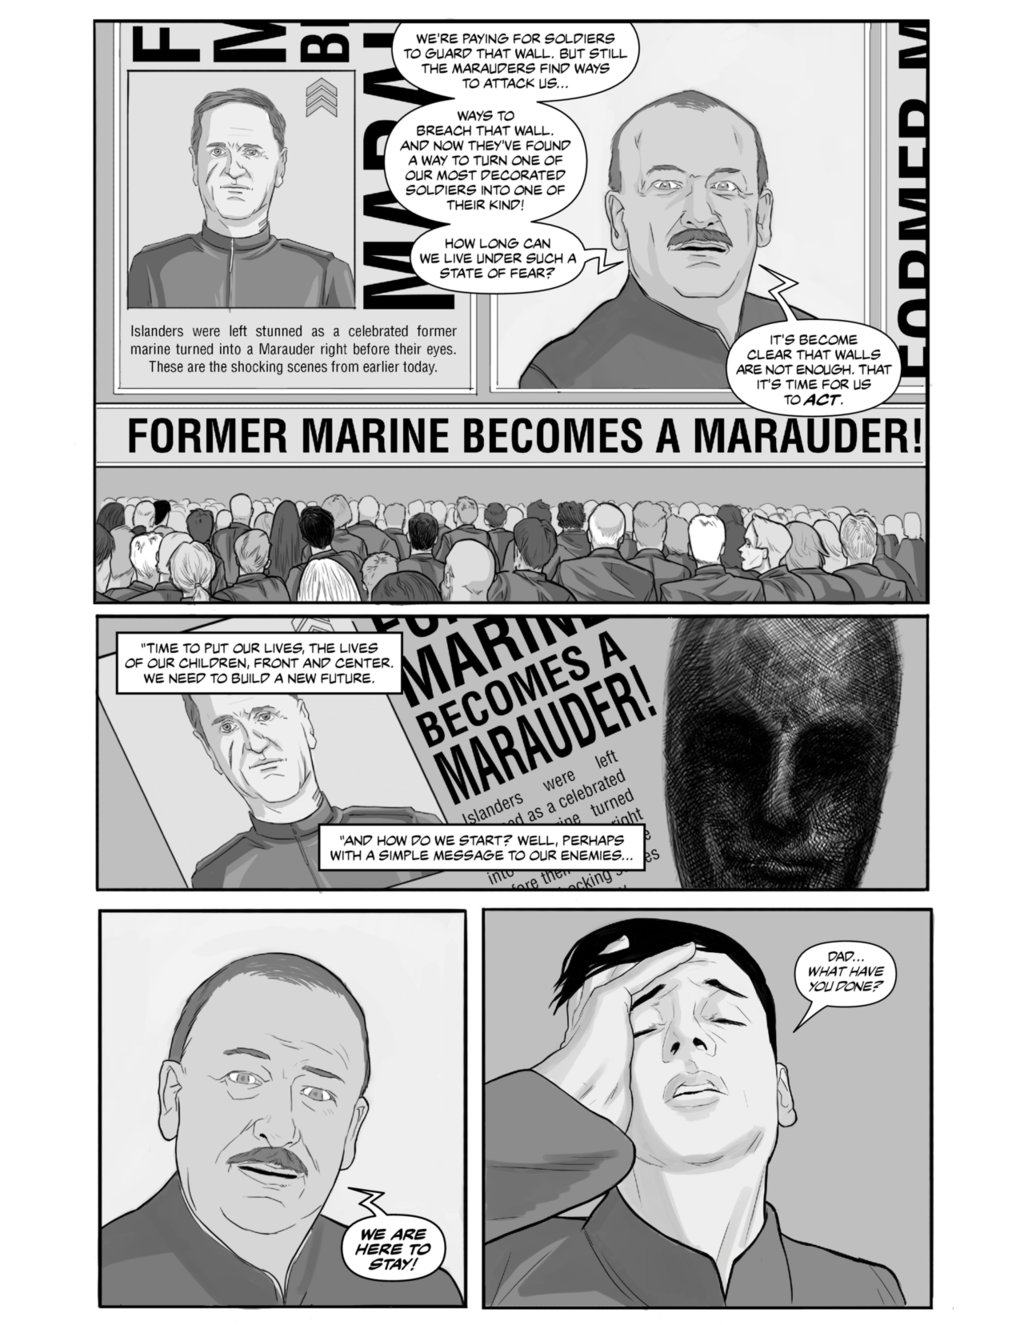 F
M
B
MARA
FORMER M
WE'RE PAYING FOR SOLDIERS
TO GUARD THAT WALL. BUT STILL
THE MARAUDERS FIND WAYS
TO ATTACK US...
WAYS TO
BREACH THAT WALL.
AND NOW THEY'VE FOUND
A WAY TO TURN ONE OF
OUR MOST DECORATED
SOLDIERS INTO ONE OF
THEIR KIND!
HOW LONG CAN
WE LIVE UNDER SUCH A
STATE OF FEAR?
IT'S BECOME
CLEAR THAT WALLS
ARE NOT ENOUGH. THAT
IT'S TIME FOR US
TO ACT.
Islanders were left stunned as a celebrated former
marine turned into a Marauder right before their eyes.
These are the shocking scenes from earlier today.
FORMER MARINE BECOMES A MARAUDER!
"TIME TO PUT OUR LIVES, THE LIVES
OF OUR CHILDREN, FRONT AND CENTER.
WE NEED TO BUILD A NEW FUTURE.
MARINE
BECOMES A
MARAUDER!
Islanders were left
as a celebrated
turned
right
"AND HOW DO WE START? WELL, PERHAPS
WITH A SIMPLE MESSAGE TO OUR ENEMIES...
WE ARE
HERE TO
STAY!
DAD...
WHAT HAVE
YOU DONE?